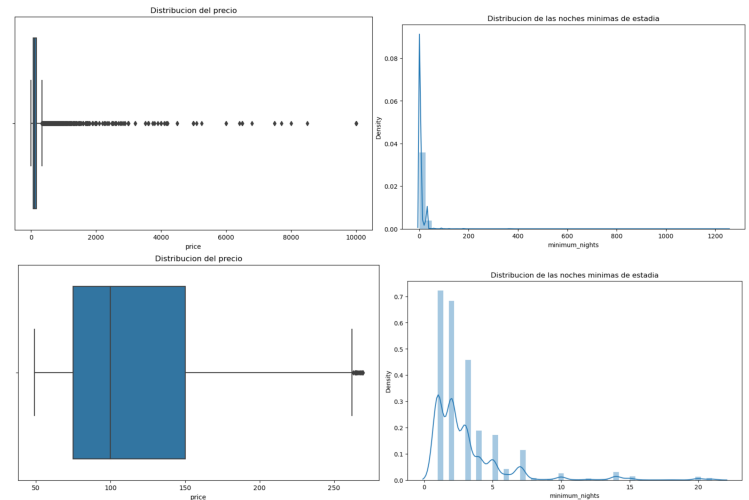 Distribucion del precio
0 2000 4000 6000 8000 10000
price
Distribucion de las noches minimas de estadia
Density
0.08
0.06
0.04
0.02
0.00
0 200 400 600 800 1000 1200
minimum_nights
Distribucion del precio
50 100 150 200 250
price
Distribucion de las noches minimas de estadia
Density
0.7
0.6
0.5
0.4
0.3
0.2
0.1
0.0
0 5 10 15 20
minimum_nights